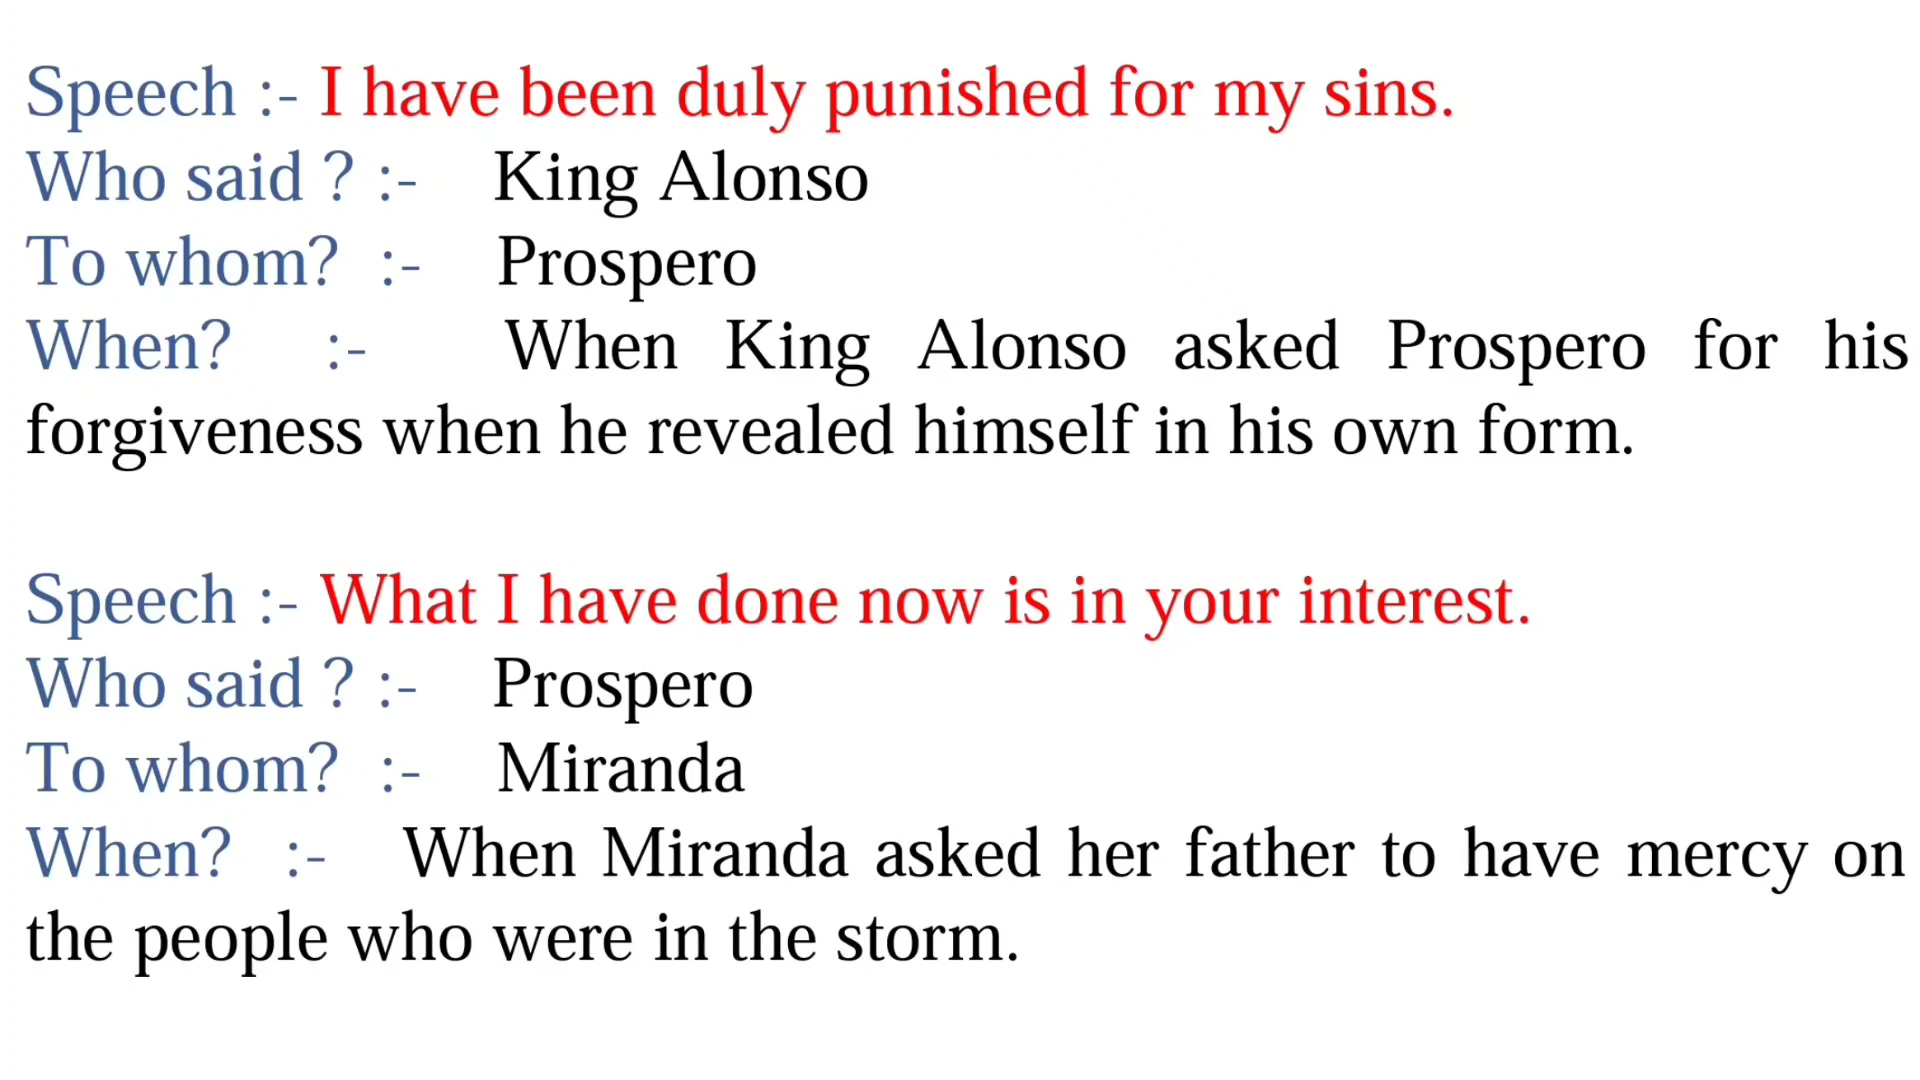 Speech :- I have been duly punished for my sins.
Who said ? :- King Alonso
To whom? :- Prospero
When? :- When King Alonso asked Prospero for his
forgiveness when he revealed himself in his own form.
Speech :- What I have done now is in your interest.
Who said ? :- Prospero
To whom? :- Miranda
When? :- When Miranda asked her father to have mercy on
the people who were in the storm.